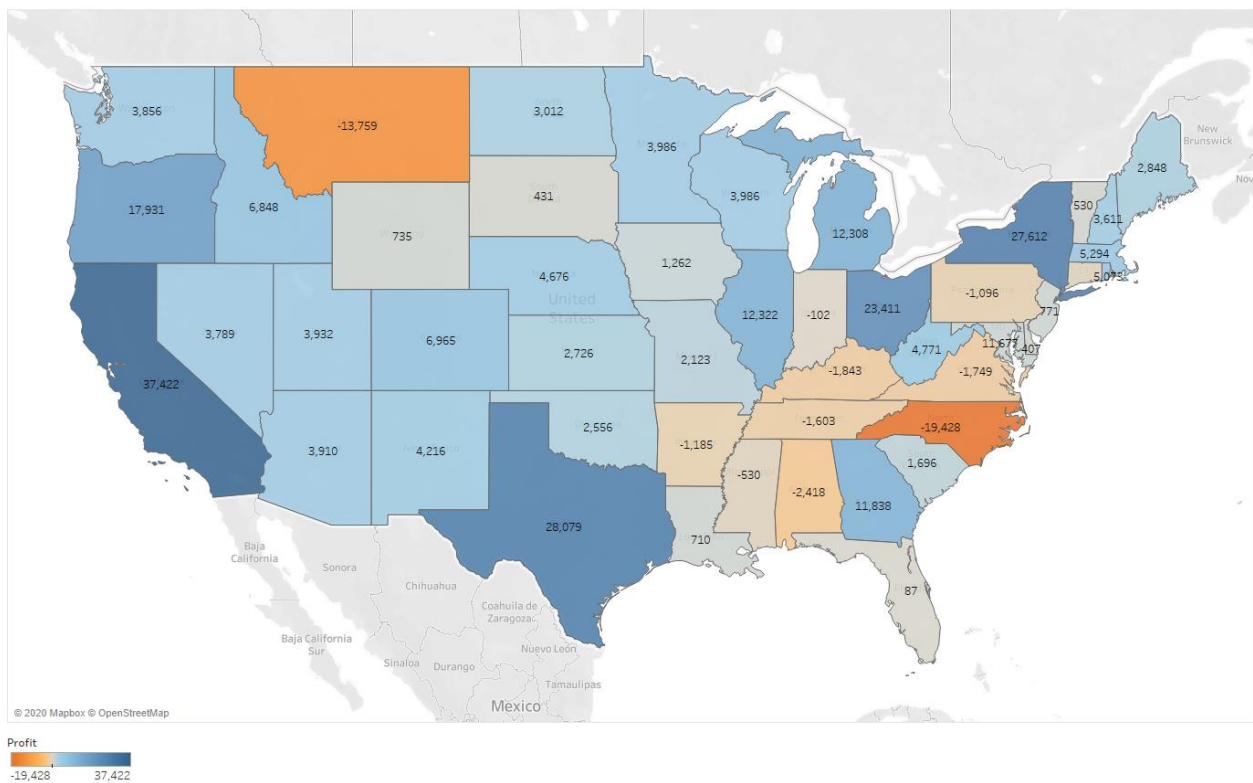 New
Brunswick
Nov
3,856
-13,759
3,012
3,986
2,848
17,931
6,848
431
3,986
530
3,611
735
12,308
27,612
5,294
1,262
5,073
4,676
United
States
-1,096
3,789
3,932
6,965
12,322
-102
23,411
771
2,726
2,123
4,771
11,677
407
37,422
-1,843
-1,749
-1,603
-19,428
3,910
4,216
2,556
-1,185
1,696
-530
-2,418
11,838
28,079
710
87
Baja
California
Sonora
Chihuahua
Coahuila de
Zaragoza
Baja California
Sur
Sinaloa
Durango
Nuevo León
Tamaulipas
Mexico
© 2020 Mapbox © OpenStreetMap
Profit
-19,428 37,422